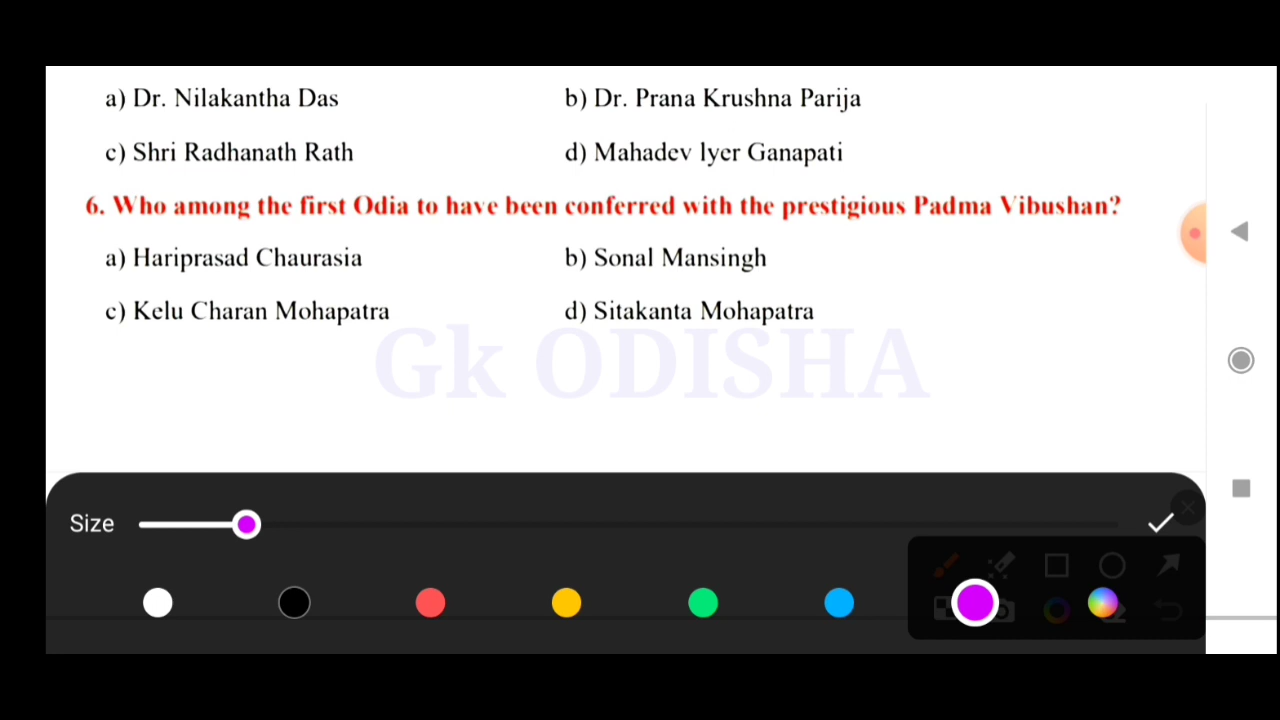 a) Dr. Nilakantha Das b) Dr. Prana Krushna Parija
c) Shri Radhanath Rath d) Mahadev lyer Ganapati
6. Who among the first Odia to have been conferred with the prestigious Padma Vibushan?
a) Hariprasad Chaurasia b) Sonal Mansingh
c) Kelu Charan Mohapatra d) Sitakanta Mohapatra
Gk ODISHA
Size